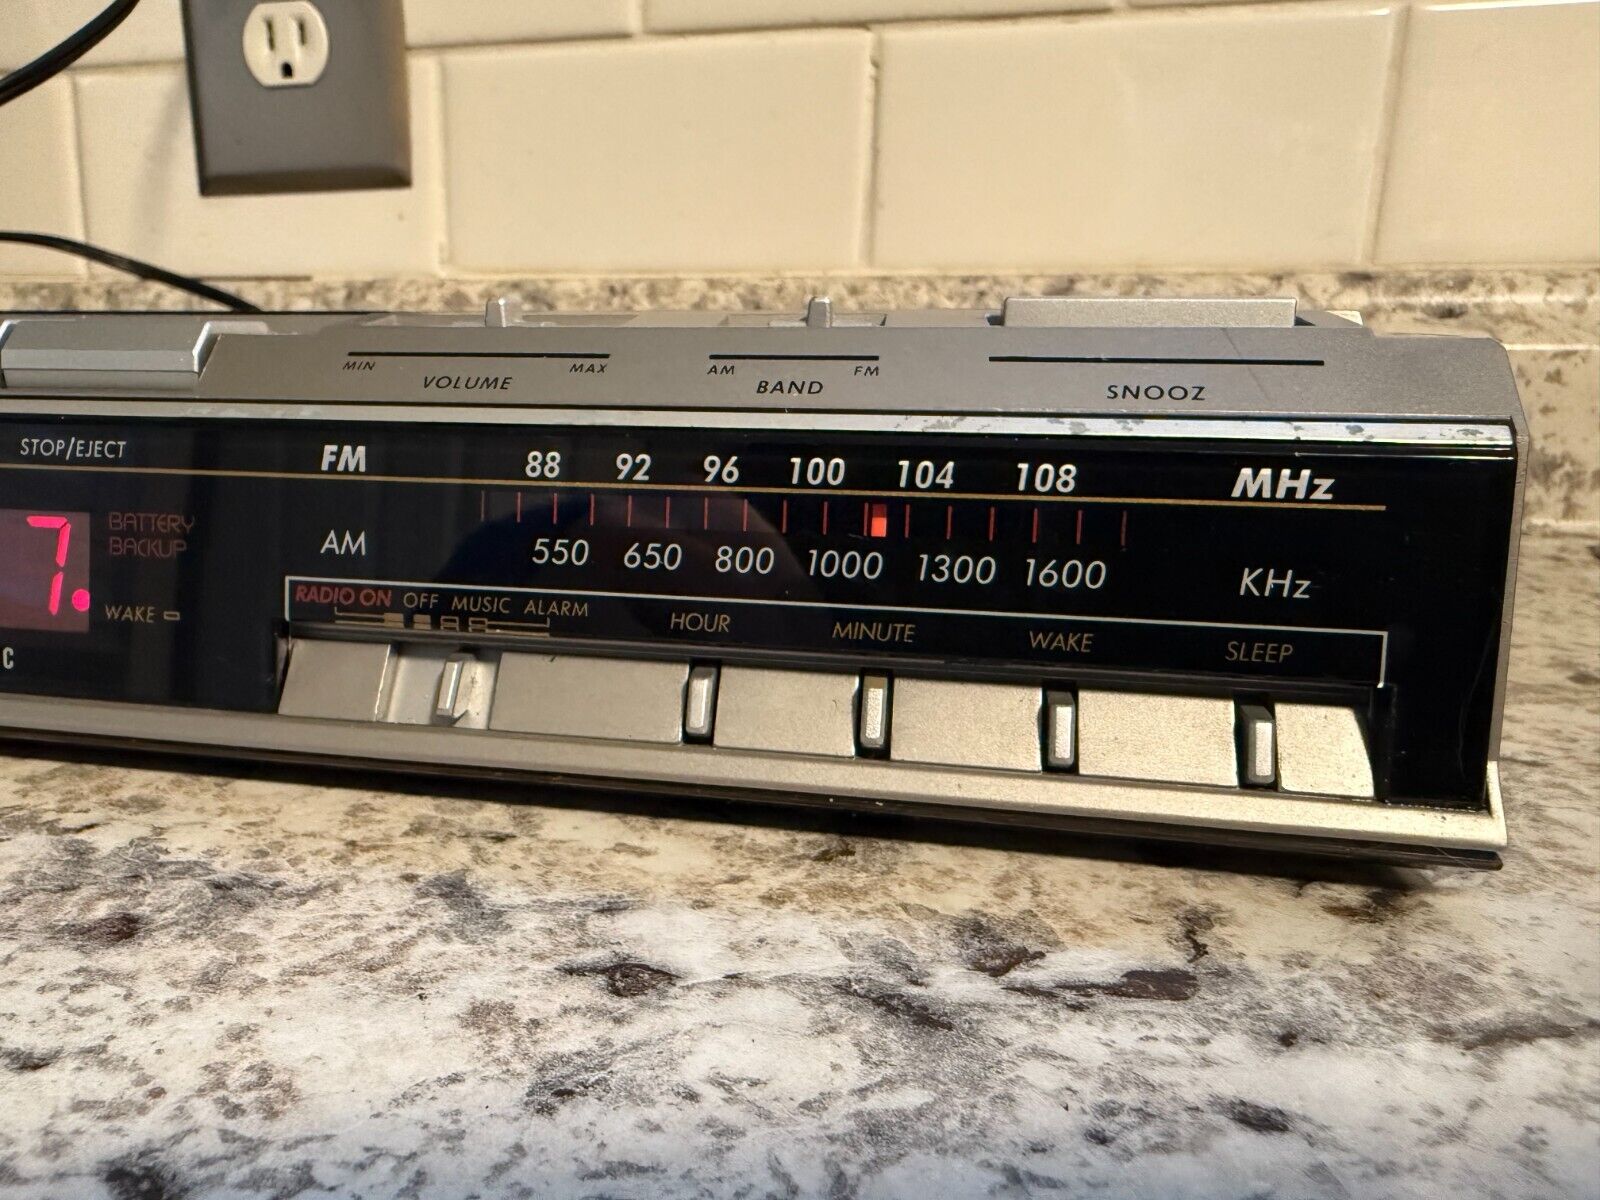 MIN MAX AM FM
VOLUME BAND SNOOZ
STOP/EJECT FM 88 92 96 100 104 108 MHz
7. BATTERY
BACKUP
AM 550 650 800 1000 1300 1600 KHz
WAKE
RADIO ON OFF MUSIC ALARM HOUR MINUTE WAKE SLEEP
C